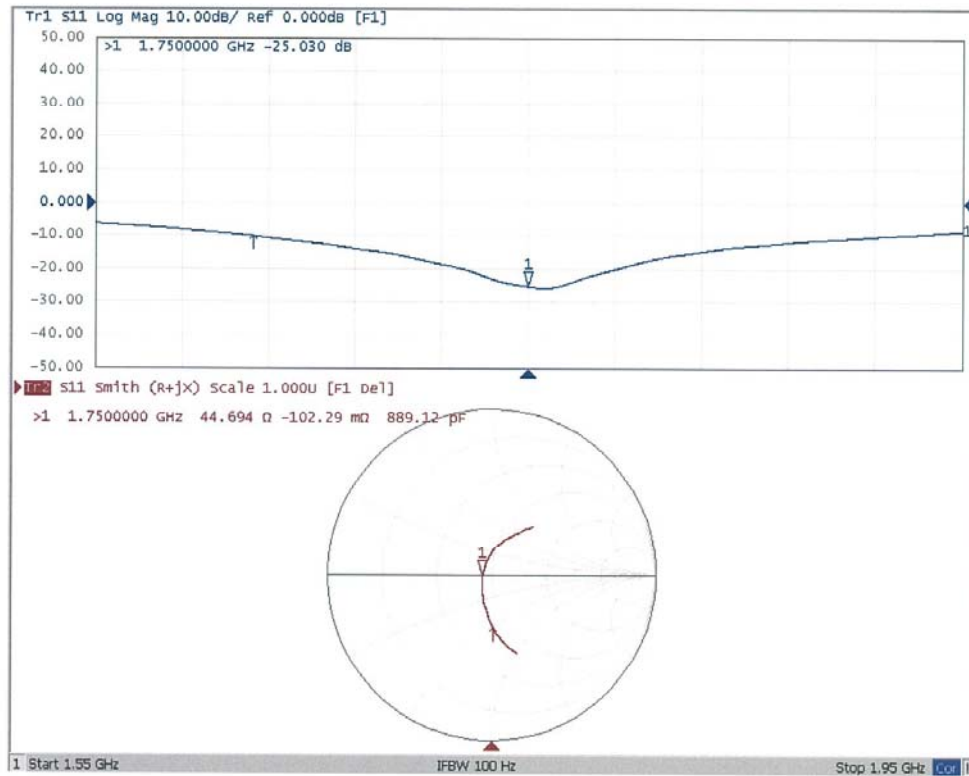 Tr1 S11 Log Mag 10.00dB/ Ref 0.000dB [F1]
50.00
>1 1.7500000 GHz -25.030 dB
40.00
30.00
20.00
10.00
0.000
-10.00
1
-20.00
1
-30.00
-40.00
-50.00
Tr2 S11 Smith (R+jX) Scale 1.000U [F1 Del]
>1 1.7500000 GHz 44.694 Ω -102.29 mΩ 889.12 pF
1
1 Start 1.55 GHz IFBW 100 Hz Stop 1.95 GHz Cor